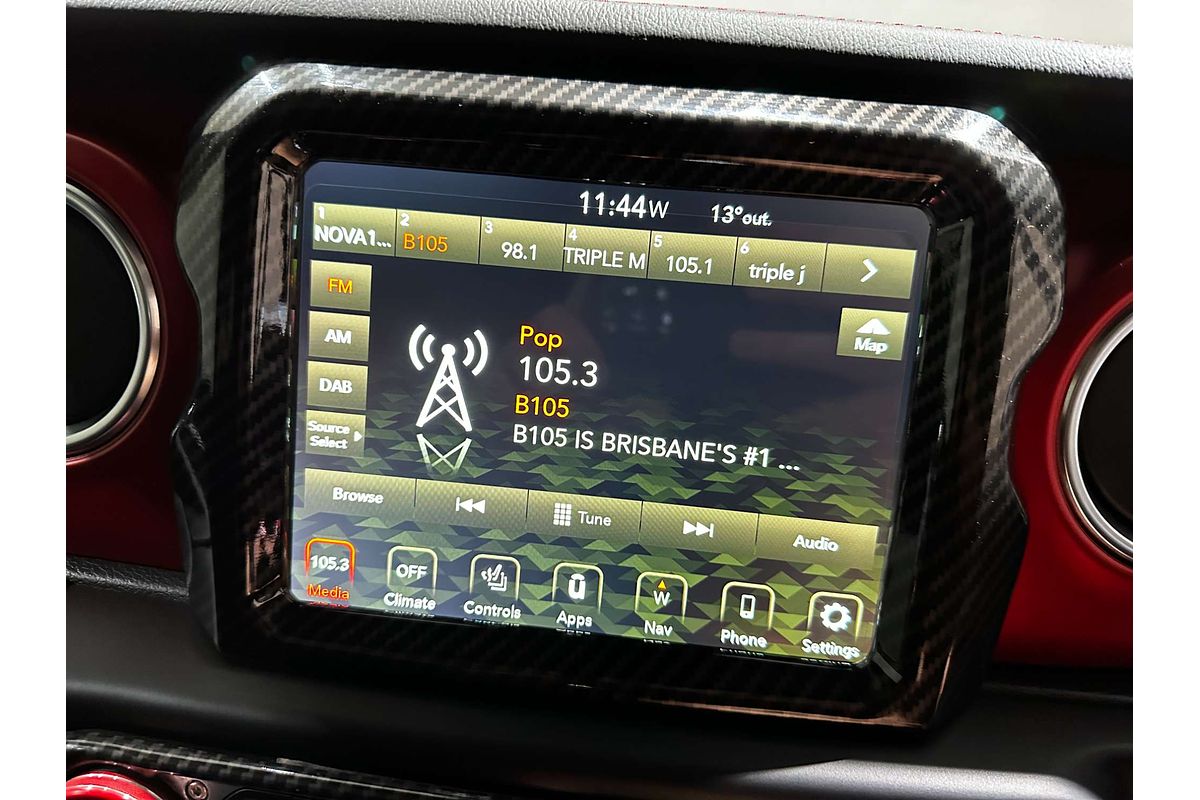 11:44W 13°out.
1 NOVA1... 2 B105 3 98.1 4 TRIPLE M 5 105.1 6 triple j
FM
AM
DAB
Source
Select
Map
Pop
105.3
B105
B105 IS BRISBANE'S #1 ...
Browse Tune Audio
105.3 OFF W
Media Climate Controls Apps Nav Phone Settings